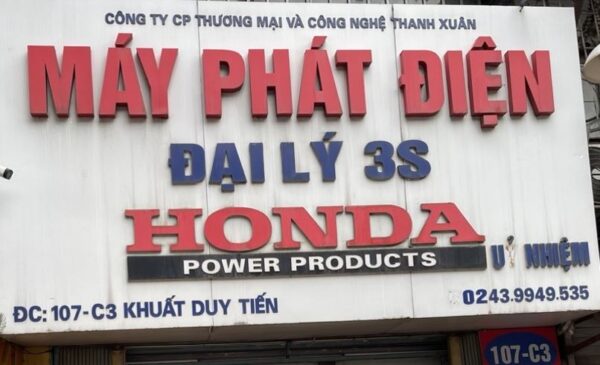 CÔNG TY CP THƯƠNG MẠI VÀ CÔNG NGHỆ THANH XUÂN
MÁY PHÁT ĐIỆN
ĐẠI LÝ 3S
HONDA
POWER PRODUCTS
UỶ NHIỆM
ĐC: 107-C3 KHUẤT DUY TIẾN
0243.9949.535
107-C3